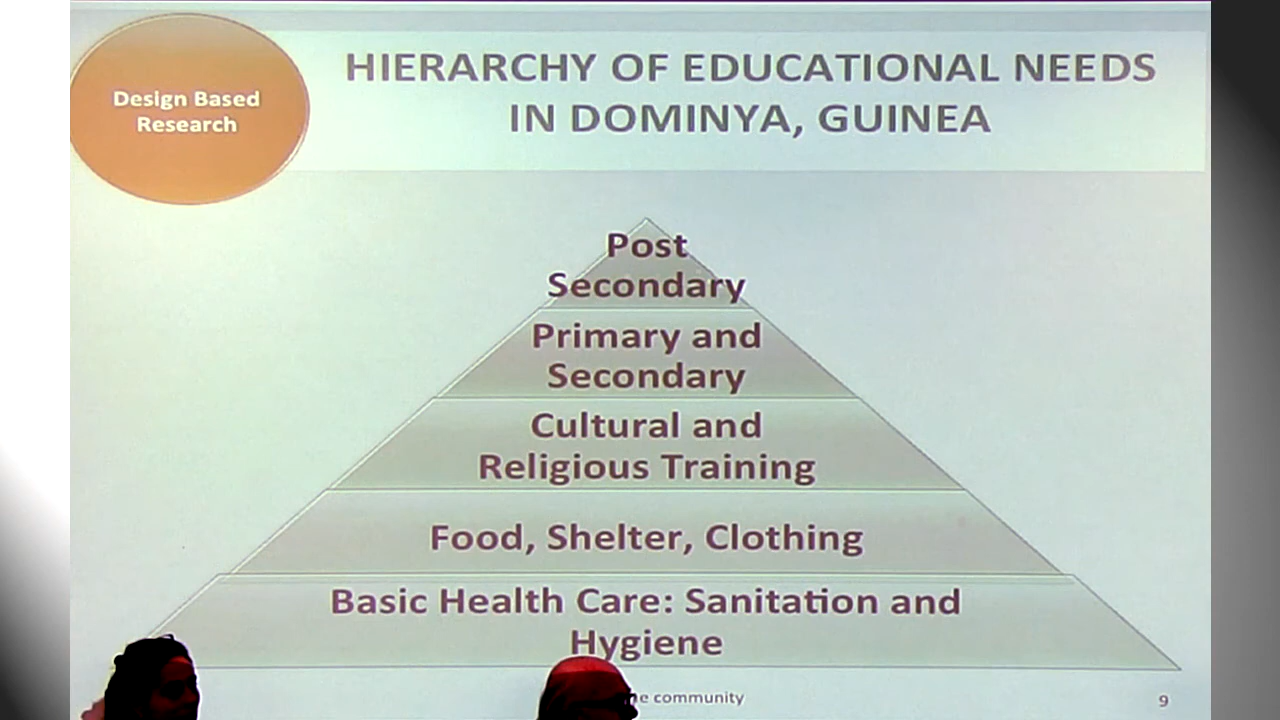 Design Based
Research
HIERARCHY OF EDUCATIONAL NEEDS
IN DOMINYA, GUINEA
Post
Secondary
Primary and
Secondary
Cultural and
Religious Training
Food, Shelter, Clothing
Basic Health Care: Sanitation and
Hygiene
community
9